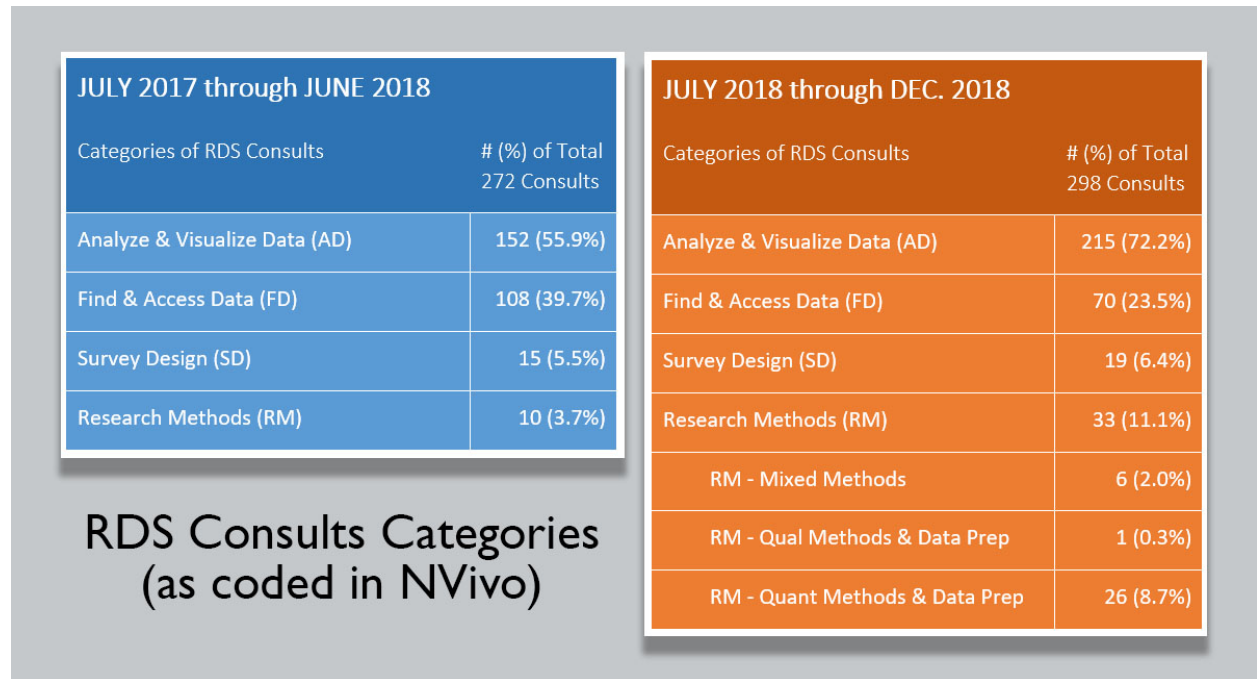 JULY 2017 through JUNE 2018
Categories of RDS Consults # (%) of Total
272 Consults
Analyze & Visualize Data (AD) 152 (55.9%)
Find & Access Data (FD) 108 (39.7%)
Survey Design (SD) 15 (5.5%)
Research Methods (RM) 10 (3.7%)
RDS Consults Categories
(as coded in NVivo)
JULY 2018 through DEC. 2018
Categories of RDS Consults # (%) of Total
298 Consults
Analyze & Visualize Data (AD) 215 (72.2%)
Find & Access Data (FD) 70 (23.5%)
Survey Design (SD) 19 (6.4%)
Research Methods (RM) 33 (11.1%)
RM - Mixed Methods 6 (2.0%)
RM - Qual Methods & Data Prep 1 (0.3%)
RM - Quant Methods & Data Prep 26 (8.7%)